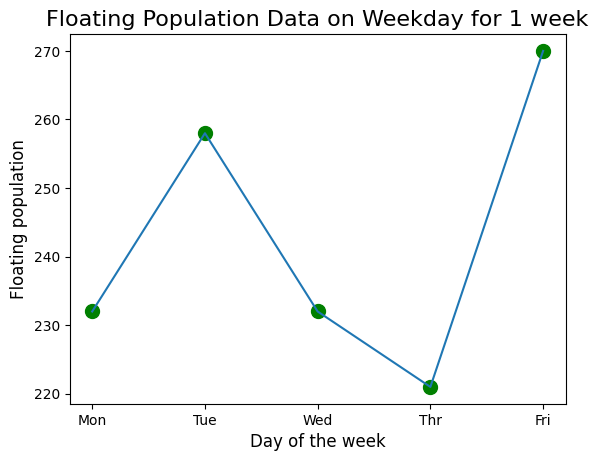 Floating Population Data on Weekday for 1 week
270
260
250
240
230
220
Floating population
Mon Tue Wed Thr Fri
Day of the week